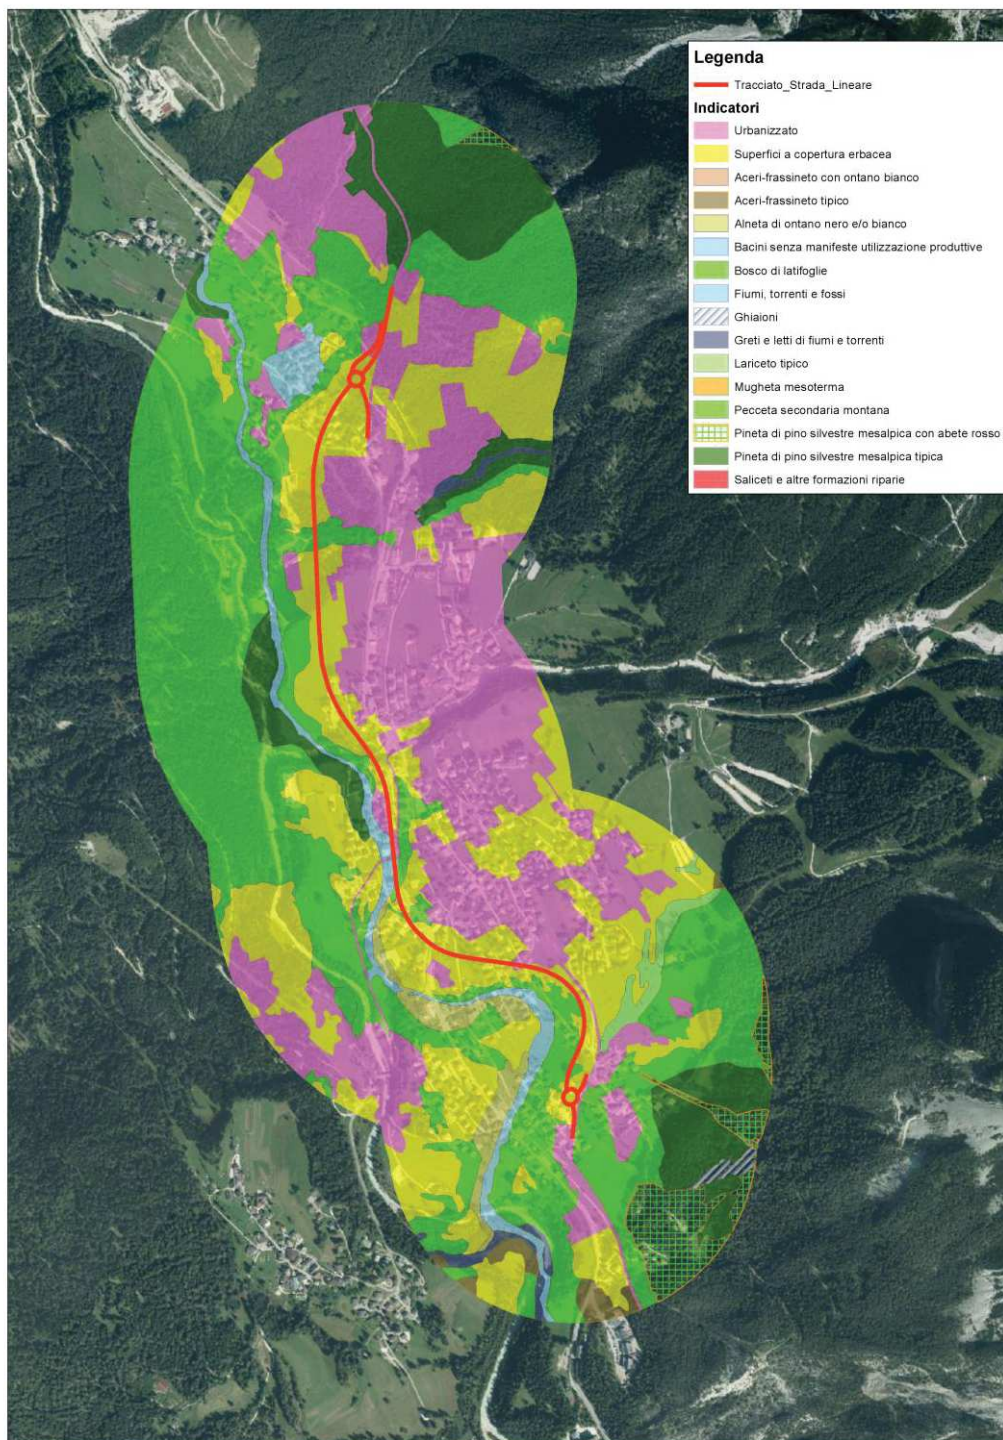 Legenda
Tracciato_Strada_Lineare
Indicatori
Urbanizzato
Superfici a copertura erbacea
Aceri-frassineto con ontano bianco
Aceri-frassineto tipico
Alneta di ontano nero e/o bianco
Bacini senza manifeste utilizzazione produttive
Bosco di latifoglie
Fiumi, torrenti e fossi
Ghiaioni
Greti e letti di fiumi e torrenti
Lariceto tipico
Mugheta mesoterma
Pecceta secondaria montana
Pineta di pino silvestre mesalpica con abete rosso
Pineta di pino silvestre mesalpica tipica
Saliceti e altre formazioni riparie